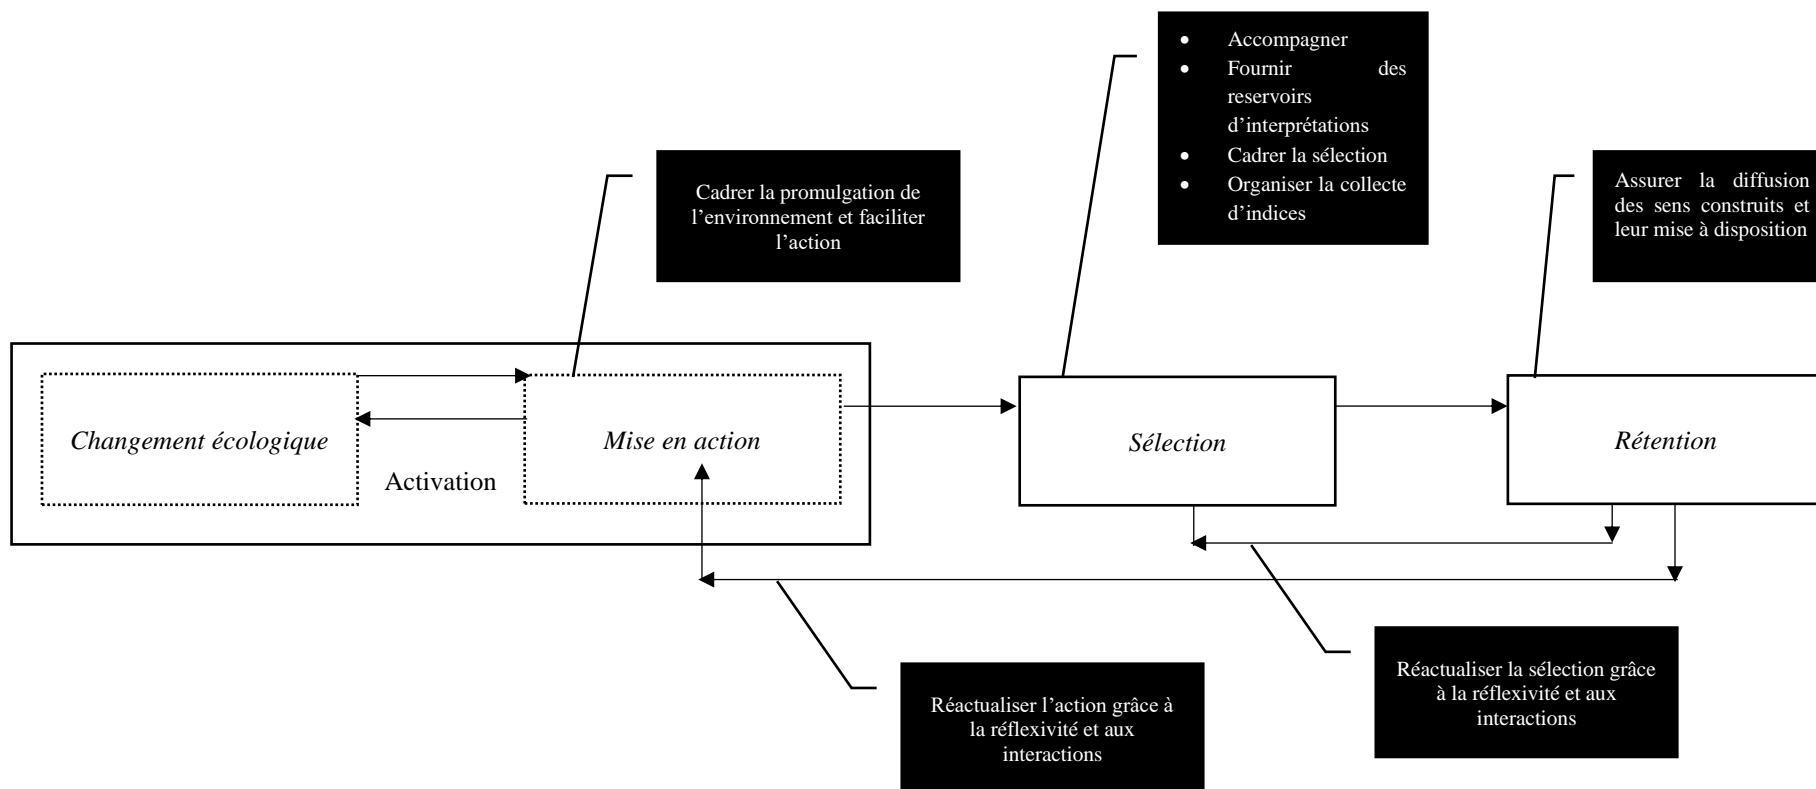 Accompagner
Fournir des
reservoirs
d’interprétations
Cadrer la sélection
Organiser la collecte
d’indices
Cadrer la promulgation de
l’environnement et faciliter
l’action
Assurer la diffusion
des sens construits et
leur mise à disposition
Changement écologique
Activation
Mise en action
Sélection
Rétention
Réactualiser l’action grâce à
la réflexivité et aux
interactions
Réactualiser la sélection grâce
à la réflexivité et aux
interactions